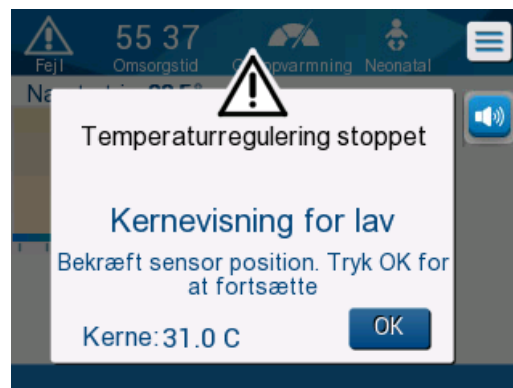 55 37
Fejl Omsorgstid Neonatal
Temperaturregulering stoppet
Kernevisning for lav
Bekræft sensor position. Tryk OK for
at fortsætte
Kerne: 31.0 C
OK